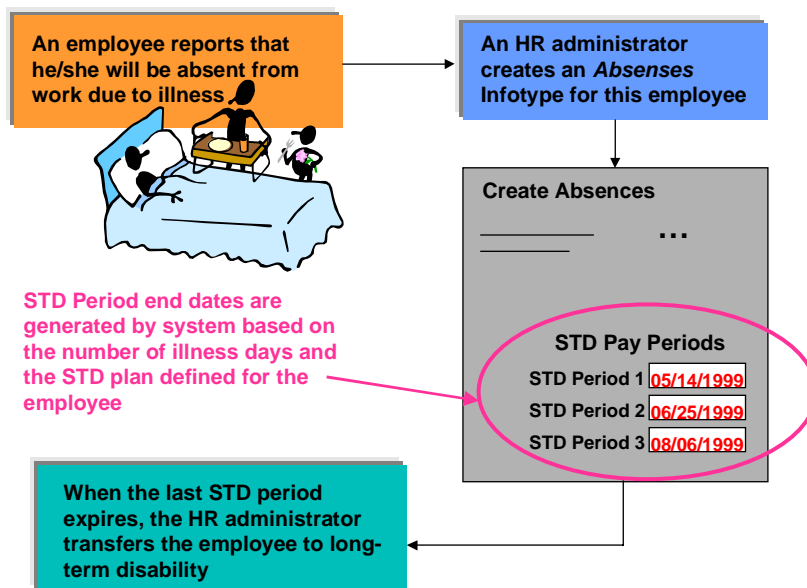 An employee reports that
he/she will be absent from
work due to illness
An HR administrator
creates an Absenses
Infotype for this employee
Create Absences
...
STD Period end dates are
generated by system based on
the number of illness days and
the STD plan defined for the
employee
STD Pay Periods
STD Period 1 05/14/1999
STD Period 2 06/25/1999
STD Period 3 08/06/1999
When the last STD period
expires, the HR administrator
transfers the employee to long-
term disability